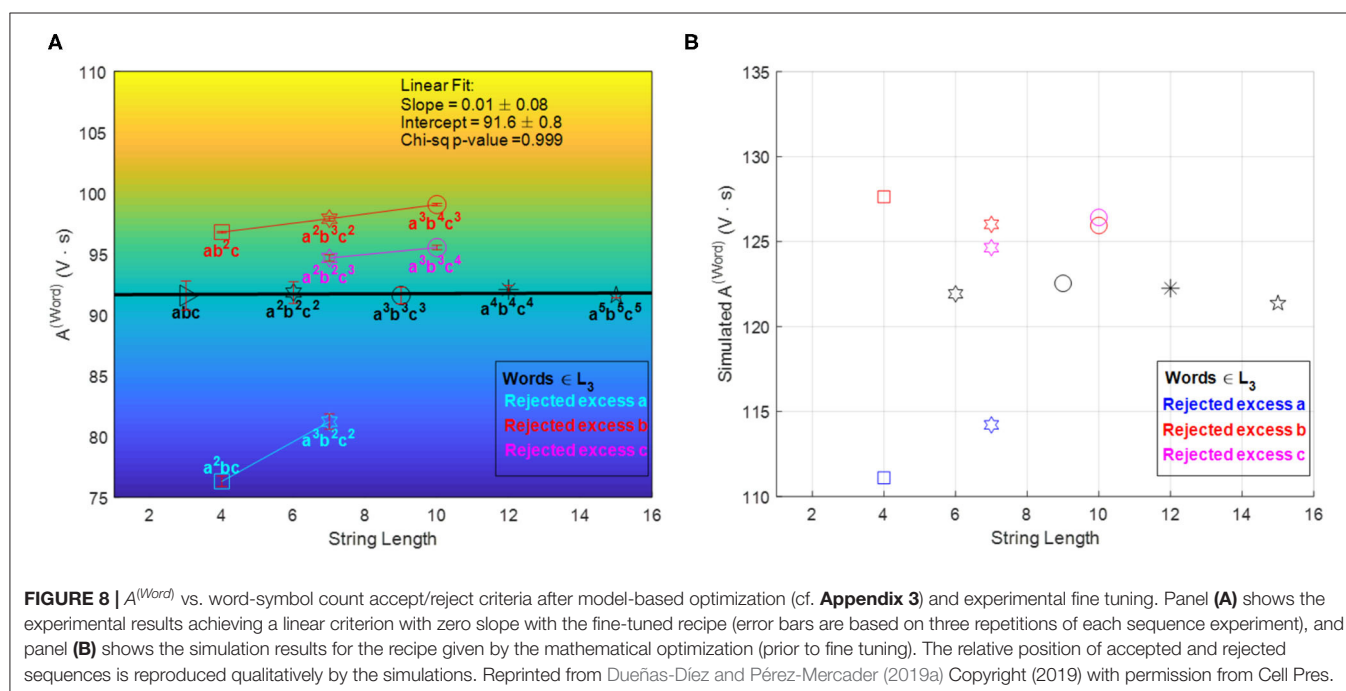 A
110
105
100
95
90
85
80
75
A^(Word) (V · s)
2
4
6
8
10
12
14
16
String Length
Linear Fit:
Slope = 0.01 ± 0.08
Intercept = 91.6 ± 0.8
Chi-sq p-value =0.999
ab²c
a²b³c²
a³b⁴c³
a²b²c³
a³b³c⁴
abc
a²b²c²
a³b³c³
a⁴b⁴c⁴
a⁵b⁵c⁵
a²bc
a³b²c²
Words ∈ L₃
Rejected excess a
Rejected excess b
Rejected excess c
B
135
130
125
120
115
110
Simulated A^(Word) (V · s)
2
4
6
8
10
12
14
16
String Length
Words ∈ L₃
Rejected excess a
Rejected excess b
Rejected excess c
FIGURE 8 | A^(Word) vs. word-symbol count accept/reject criteria after model-based optimization (cf. Appendix 3) and experimental fine tuning. Panel (A) shows the
experimental results achieving a linear criterion with zero slope with the fine-tuned recipe (error bars are based on three repetitions of each sequence experiment), and
panel (B) shows the simulation results for the recipe given by the mathematical optimization (prior to fine tuning). The relative position of accepted and rejected
sequences is reproduced qualitatively by the simulations. Reprinted from Dueñas-Díez and Pérez-Mercader (2019a) Copyright (2019) with permission from Cell Pres.